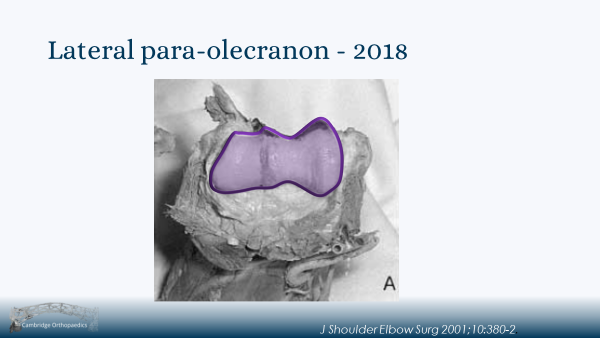 Lateral para-olecranon - 2018
A
Cambridge Orthopaedics
J Shoulder Elbow Surg 2001;10:380-2